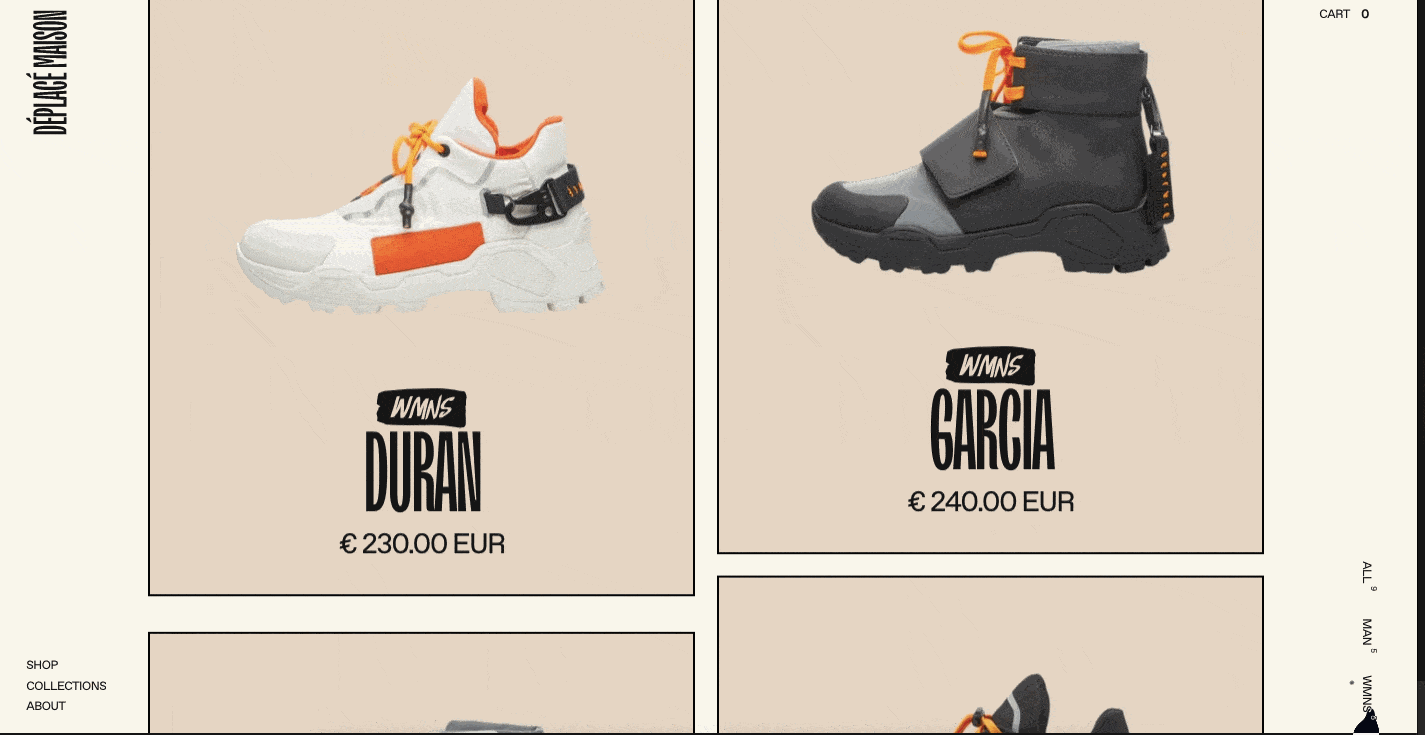 DÉPLACÉ MAISON
CART 0
WMNS
DURAN
€ 230.00 EUR
WMNS
GARCIA
€ 240.00 EUR
SHOP
COLLECTIONS
ABOUT
ALL 9
MAN 5
WMNS